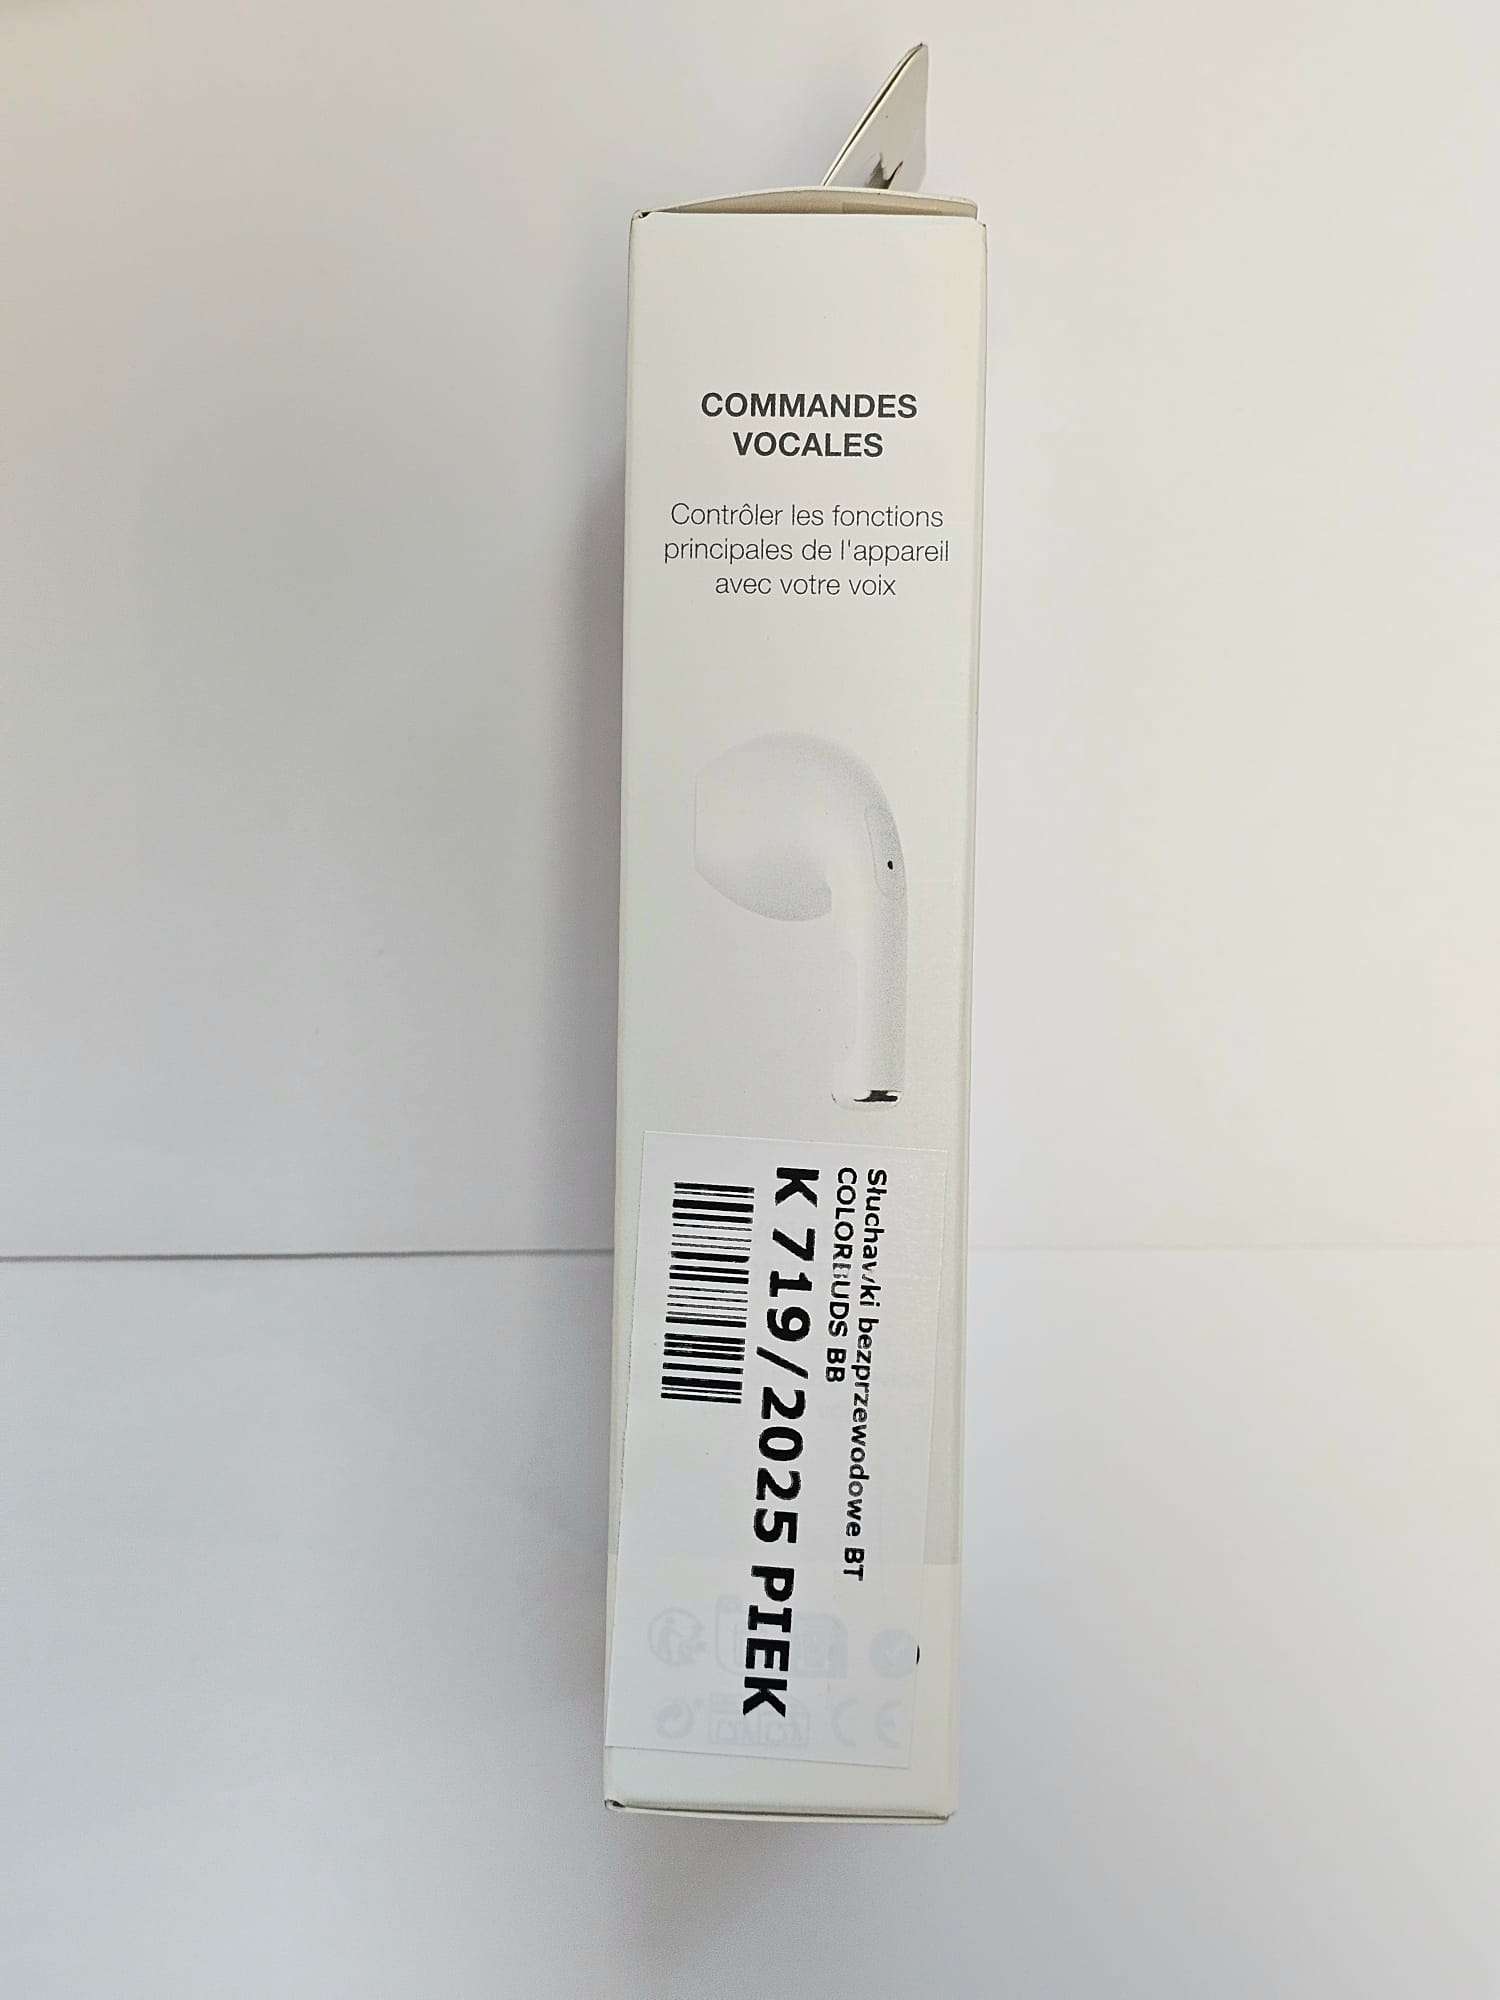 COMMANDES
VOCALES
Contrôler les fonctions
principales de l'appareil
avec votre voix
Słuchawki bezprzewodowe BT
COLORBUDS BB
K 719/2025 PIEK